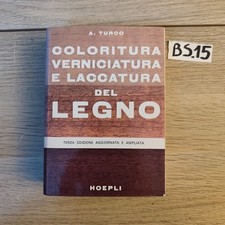 A. TURCO
BS.15
COLORITURA
VERNICIATURA
E LACCATURA
DEL
LEGNO
TERZA EDIZIONE AGGIORNATA E AMPLIATA
HOEPLI